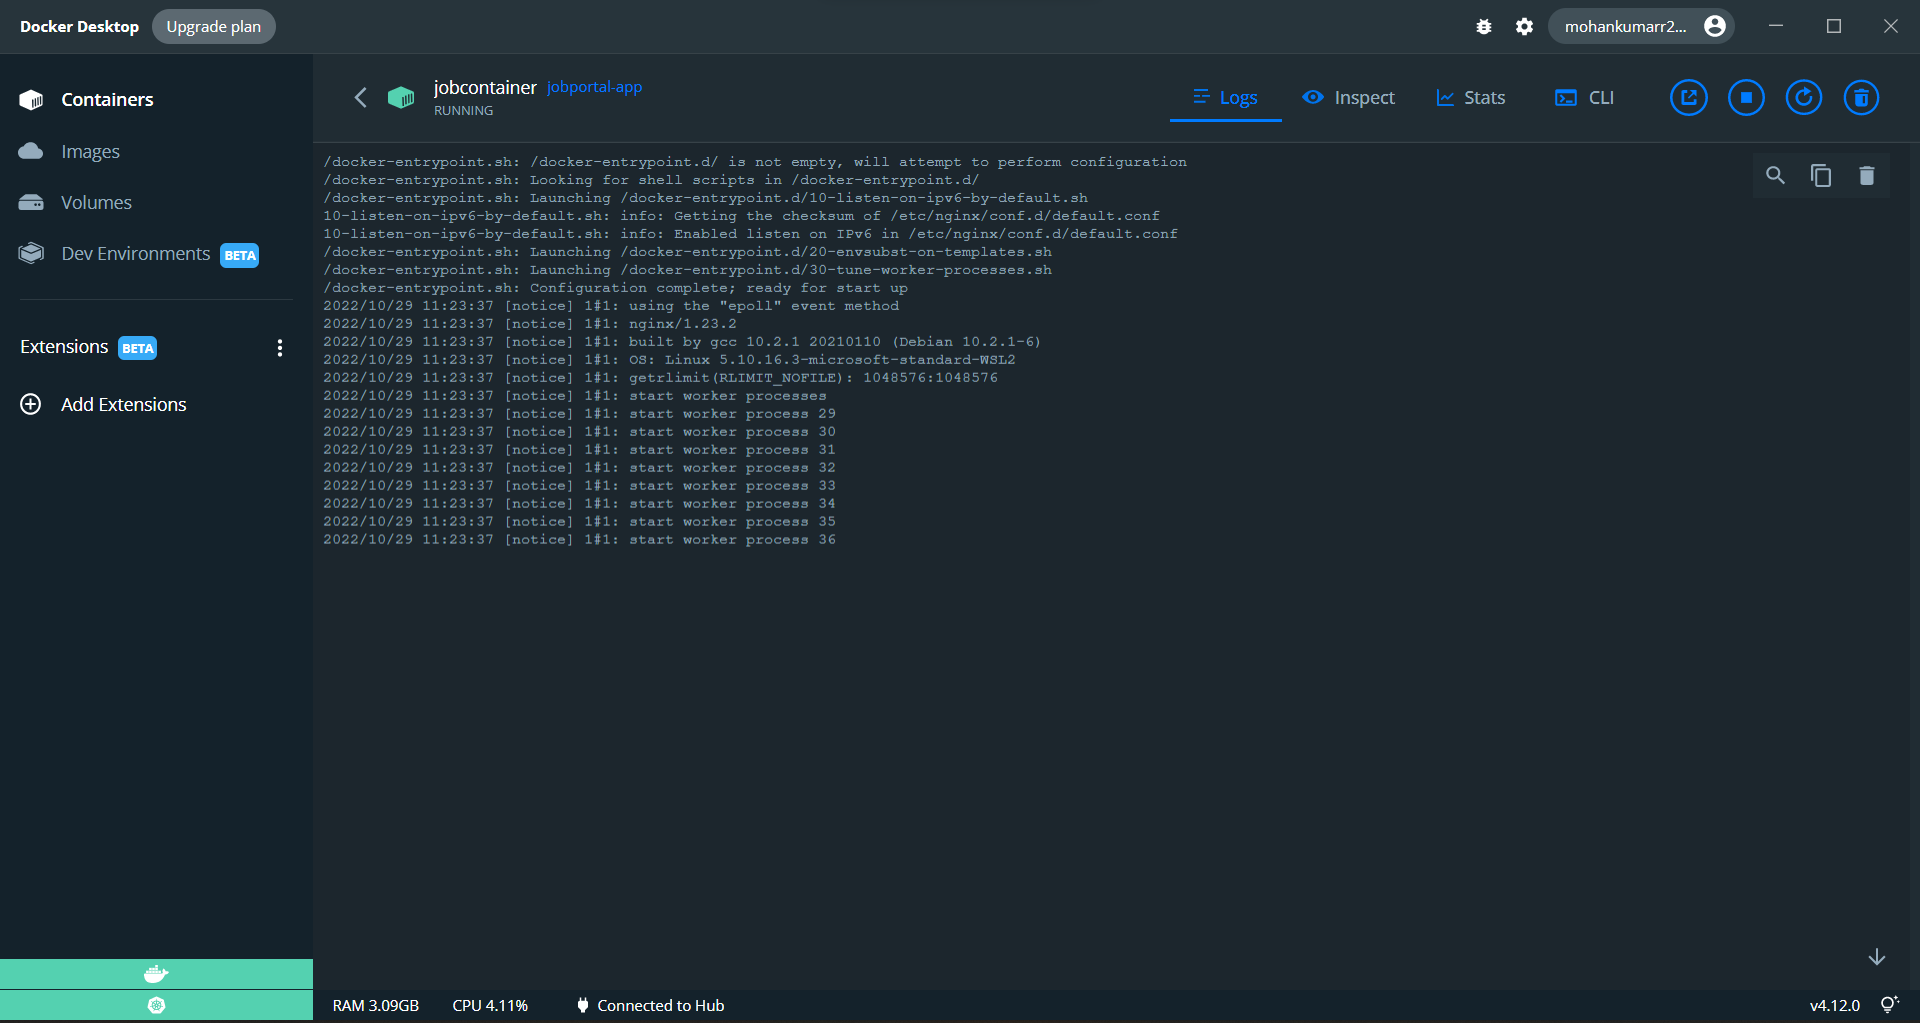 Docker Desktop Upgrade plan mohankumarr2...
Containers
Images
Volumes
Dev Environments BETA
Extensions BETA
Add Extensions
jobcontainer jobportal-app
RUNNING
Logs Inspect Stats CLI
/docker-entrypoint.sh: /docker-entrypoint.d/ is not empty, will attempt to perform configuration
/docker-entrypoint.sh: Looking for shell scripts in /docker-entrypoint.d/
/docker-entrypoint.sh: Launching /docker-entrypoint.d/10-listen-on-ipv6-by-default.sh
10-listen-on-ipv6-by-default.sh: info: Getting the checksum of /etc/nginx/conf.d/default.conf
10-listen-on-ipv6-by-default.sh: info: Enabled listen on IPv6 in /etc/nginx/conf.d/default.conf
/docker-entrypoint.sh: Launching /docker-entrypoint.d/20-envsubst-on-templates.sh
/docker-entrypoint.sh: Launching /docker-entrypoint.d/30-tune-worker-processes.sh
/docker-entrypoint.sh: Configuration complete; ready for start up
2022/10/29 11:23:37 [notice] 1#1: using the "epoll" event method
2022/10/29 11:23:37 [notice] 1#1: nginx/1.23.2
2022/10/29 11:23:37 [notice] 1#1: built by gcc 10.2.1 20210110 (Debian 10.2.1-6)
2022/10/29 11:23:37 [notice] 1#1: OS: Linux 5.10.16.3-microsoft-standard-WSL2
2022/10/29 11:23:37 [notice] 1#1: getrlimit(RLIMIT_NOFILE): 1048576:1048576
2022/10/29 11:23:37 [notice] 1#1: start worker processes
2022/10/29 11:23:37 [notice] 1#1: start worker process 29
2022/10/29 11:23:37 [notice] 1#1: start worker process 30
2022/10/29 11:23:37 [notice] 1#1: start worker process 31
2022/10/29 11:23:37 [notice] 1#1: start worker process 32
2022/10/29 11:23:37 [notice] 1#1: start worker process 33
2022/10/29 11:23:37 [notice] 1#1: start worker process 34
2022/10/29 11:23:37 [notice] 1#1: start worker process 35
2022/10/29 11:23:37 [notice] 1#1: start worker process 36
RAM 3.09GB CPU 4.11% Connected to Hub v4.12.0